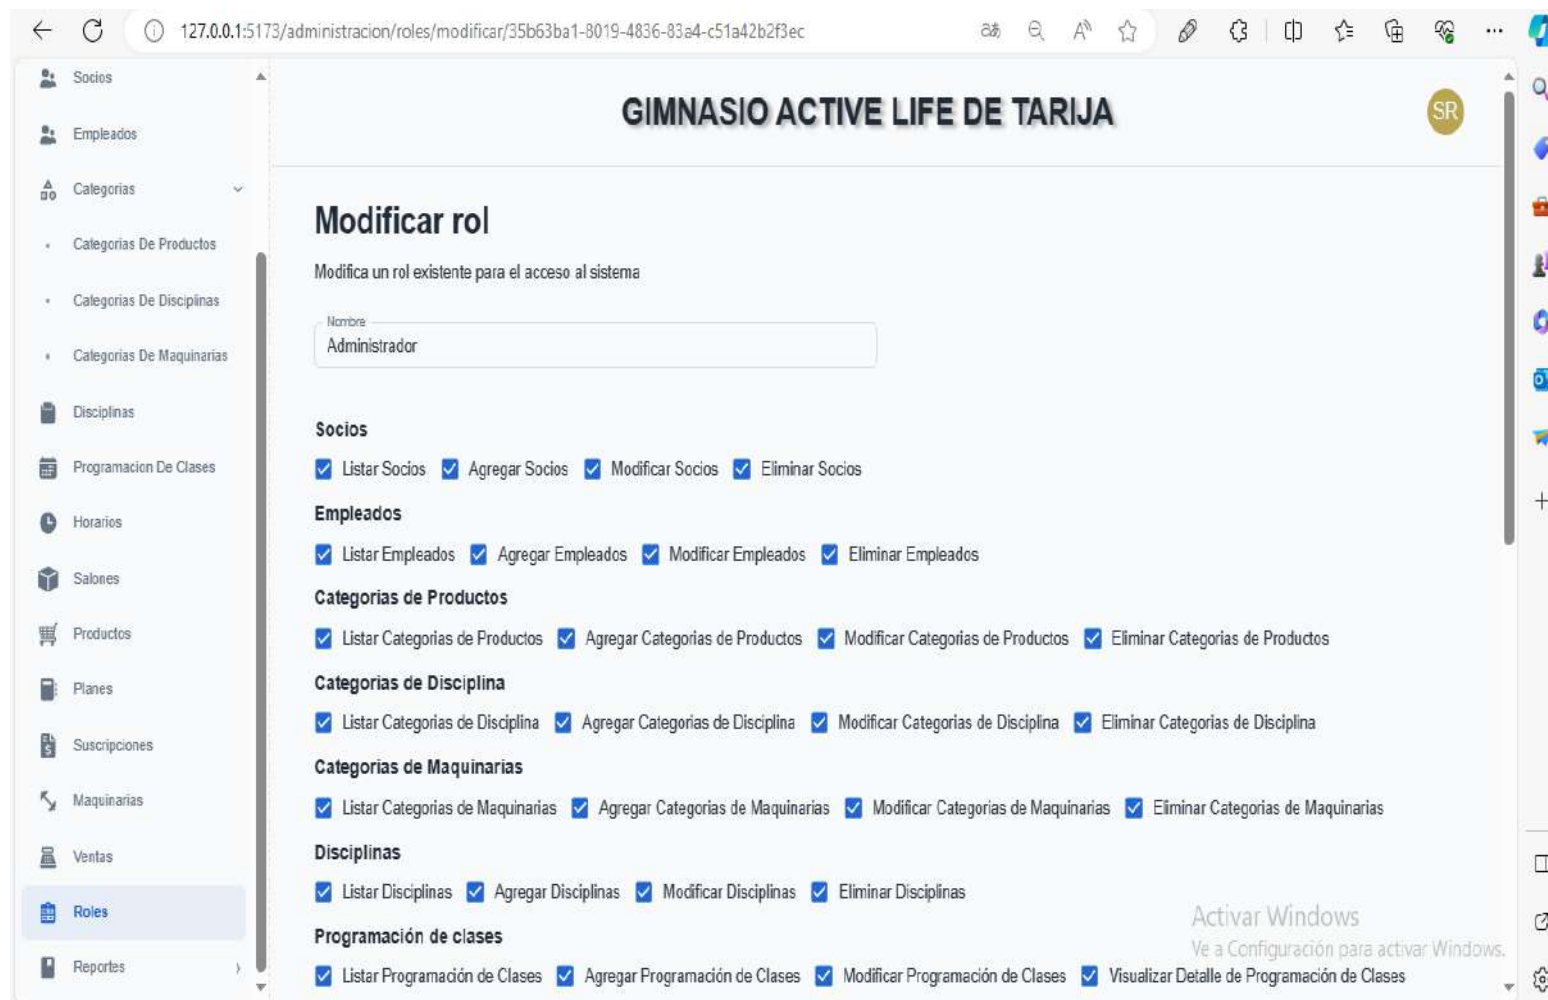 127.0.0.1:5173/administracion/roles/modificar/35b63ba1-8019-4836-83a4-c51a42b2f3ec
Socios
Empleados
Categorias
Categorias De Productos
Categorias De Disciplinas
Categorias De Maquinarias
Disciplinas
Programacion De Clases
Horarios
Salones
Productos
Planes
Suscripciones
Maquinarias
Ventas
Roles
Reportes
GIMNASIO ACTIVE LIFE DE TARIJA
SR
Modificar rol
Modifica un rol existente para el acceso al sistema
Nombre
Administrador
Socios
Listar Socios Agregar Socios Modificar Socios Eliminar Socios
Empleados
Listar Empleados Agregar Empleados Modificar Empleados Eliminar Empleados
Categorias de Productos
Listar Categorias de Productos Agregar Categorias de Productos Modificar Categorias de Productos Eliminar Categorias de Productos
Categorias de Disciplina
Listar Categorias de Disciplina Agregar Categorias de Disciplina Modificar Categorias de Disciplina Eliminar Categorias de Disciplina
Categorias de Maquinarias
Listar Categorias de Maquinarias Agregar Categorias de Maquinarias Modificar Categorias de Maquinarias Eliminar Categorias de Maquinarias
Disciplinas
Listar Disciplinas Agregar Disciplinas Modificar Disciplinas Eliminar Disciplinas
Programación de clases
Listar Programación de Clases Agregar Programación de Clases Modificar Programación de Clases Visualizar Detalle de Programación de Clases
Activar Windows
Ve a Configuración para activar Windows.